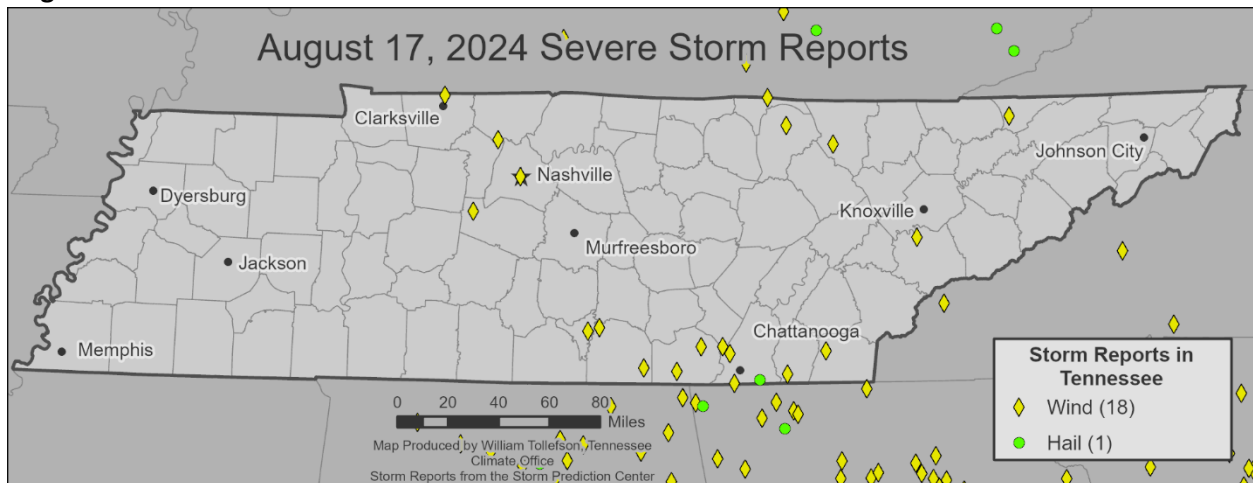 August 17, 2024 Severe Storm Reports
Clarksville
Johnson City
Nashville
Dyersburg
Knoxville
Murfreesboro
Jackson
Chattanooga
Memphis
Storm Reports in
Tennessee
Wind (18)
Hail (1)
0 20 40 60 80
Miles
Map Produced by William Tollefson, Tennessee
Climate Office
Storm Reports from the Storm Prediction Center